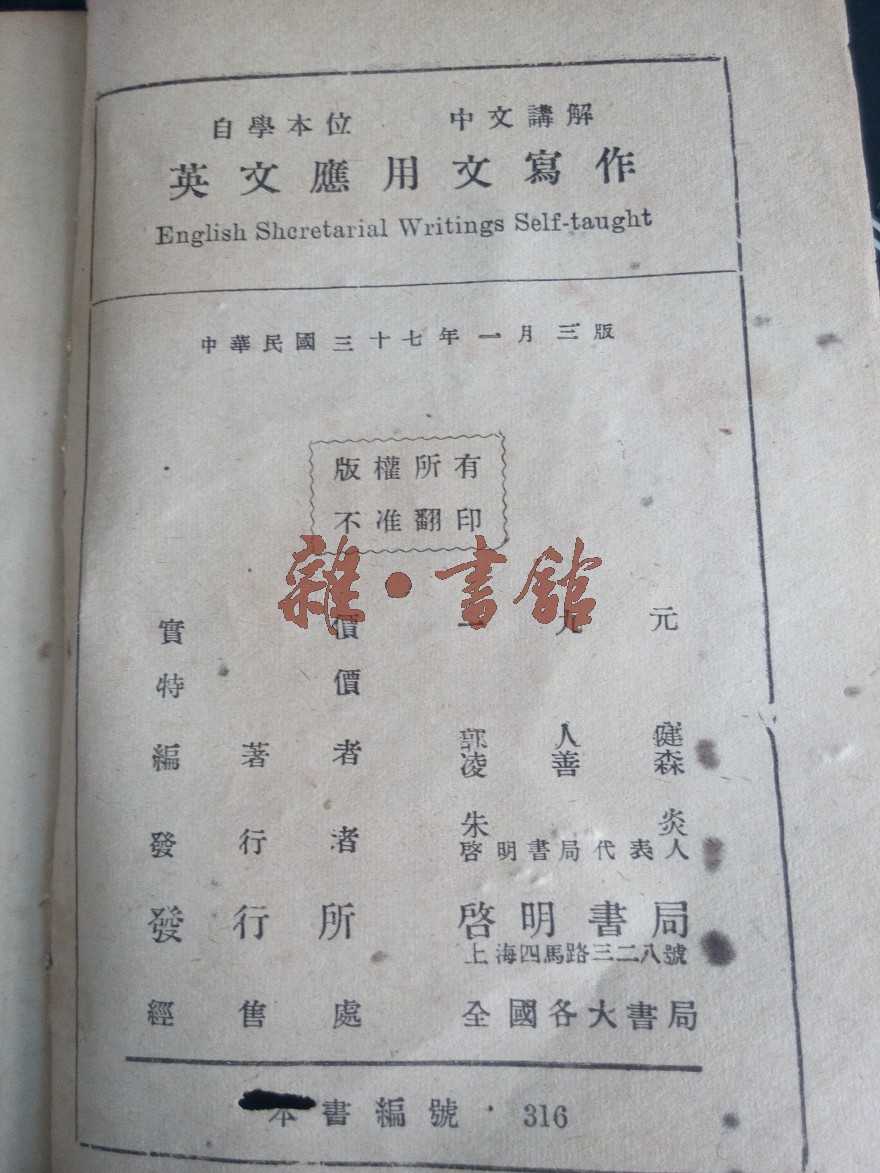 自學本位 中文講解
英文應用文寫作
English Shcretarial Writings Self-taught
中華民國三十七年一月三版
版權所有
不准翻印
雜·書館
實價一九元
特價
編著者 郭人健
凌善森
發行者 朱炎
啓明書局代表人
發行所 啓明書局
上海四馬路三二八號
經售處 全國各大書局
本書編號·316